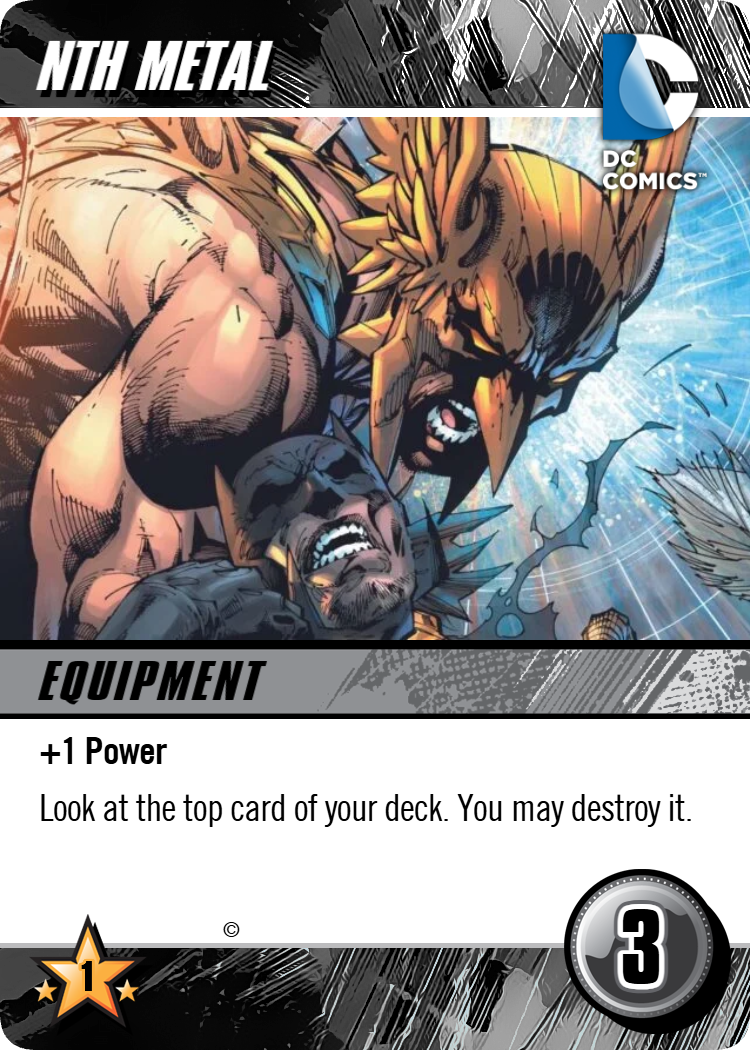 NTH METAL
DC
COMICS™
EQUIPMENT
+1 Power
Look at the top card of your deck. You may destroy it.
©
1
3